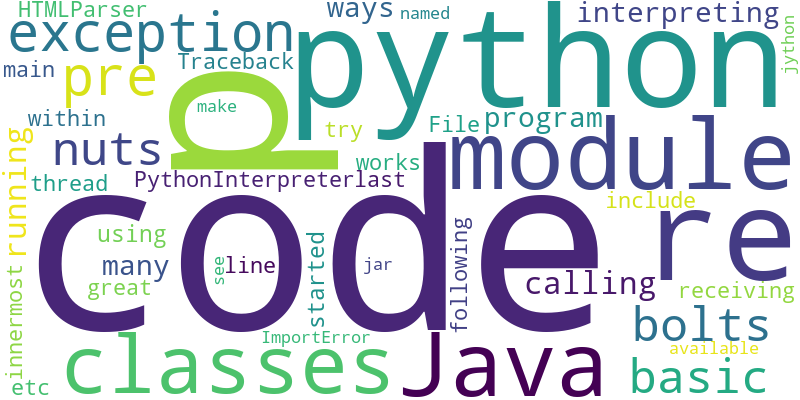 HTMLParser
ways
named
interpreting
exception
python
jython
main
pre
Traceback
make
p
within
nuts
try
File
program
module
works
thread
PythonInterpreterlast
running
code
re
include
using
many
great
see
line
started
jar
following
calling
receiving
innermost
bolts
ImportError
available
etc
classes
Java
basic